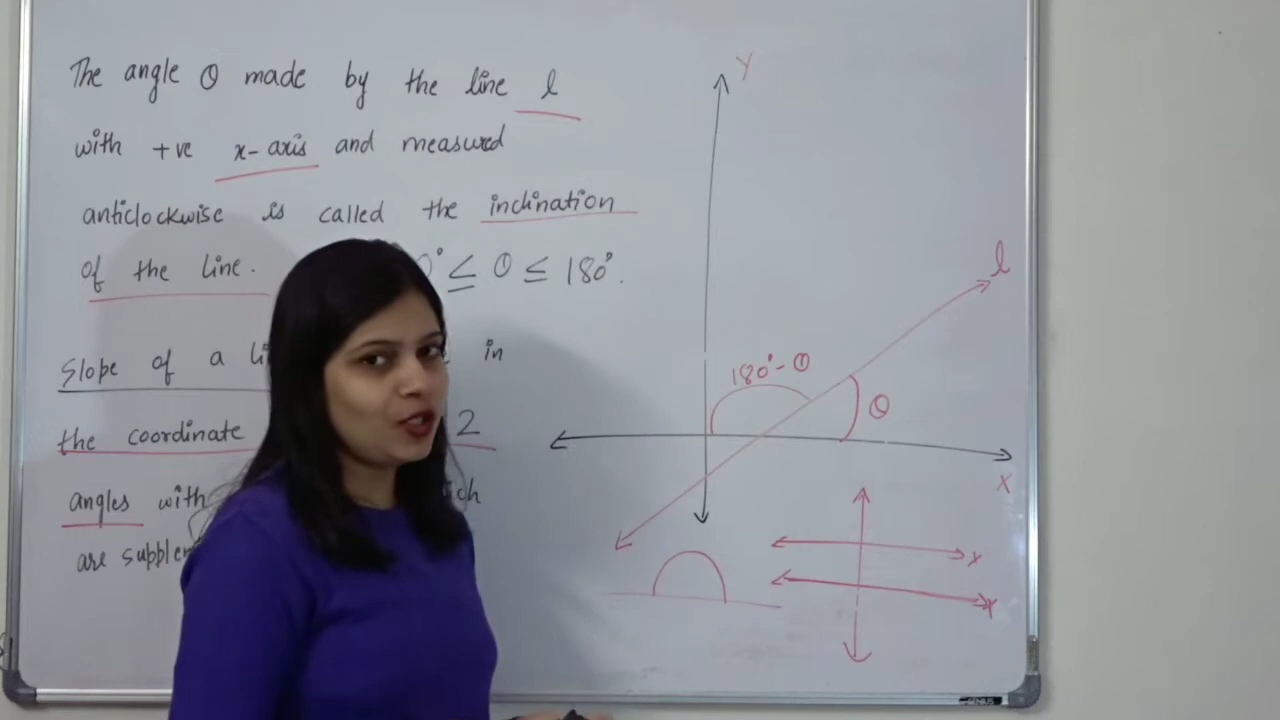 The angle θ made by the line l
with +ve x-axis and measured
anticlockwise is called the inclination
of the line. ° ≤ θ ≤ 180°.
Slope of a in
the coordinate 2
angles with
are
Y
l
180°-θ
θ
X
x
x